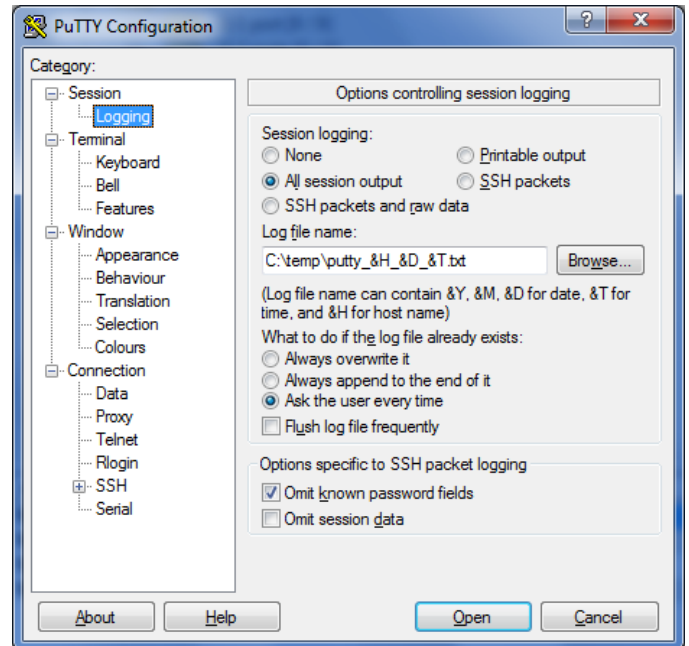 PuTTY Configuration
Category:
Session
Logging
Terminal
Keyboard
Bell
Features
Window
Appearance
Behaviour
Translation
Selection
Colours
Connection
Data
Proxy
Telnet
Rlogin
SSH
Serial
Options controlling session logging
Session logging:
None
Printable output
All session output
SSH packets
SSH packets and raw data
Log file name:
C:\temp\putty_&H_&D_&T.txt
Browse...
(Log file name can contain &Y, &M, &D for date, &T for
time, and &H for host name)
What to do if the log file already exists:
Always overwrite it
Always append to the end of it
Ask the user every time
Flush log file frequently
Options specific to SSH packet logging
Omit known password fields
Omit session data
About
Help
Open
Cancel